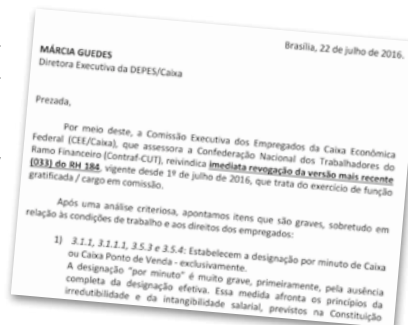 Brasília, 22 de julho de 2016.
MÁRCIA GUEDES
Diretora Executiva da DEPES/Caixa
Prezada,
Por meio deste, a Comissão Executiva dos Empregados da Caixa Econômica
Federal (CEE/Caixa), que assessora a Confederação Nacional dos Trabalhadores do
Ramo Financeiro (Contraf-CUT), reivindica imediata revogação da versão mais recente
(033) do RH 184, vigente desde 1º de julho de 2016, que trata do exercício de função
gratificada / cargo em comissão.
Após uma análise criteriosa, apontamos itens que são graves, sobretudo em
relação às condições de trabalho e aos direitos dos empregados:
1) 3.1.1, 3.1.1.1, 3.5.3 e 3.5.4: Estabelecem a designação por minuto de Caixa
ou Caixa Ponto de Venda - exclusivamente.
A designação "por minuto" é muito grave, primeiramente, pela ausência
completa da designação efetiva. Essa medida afronta os princípios da
irredutibilidade e da intangibilidade salarial, previstos na Constituição